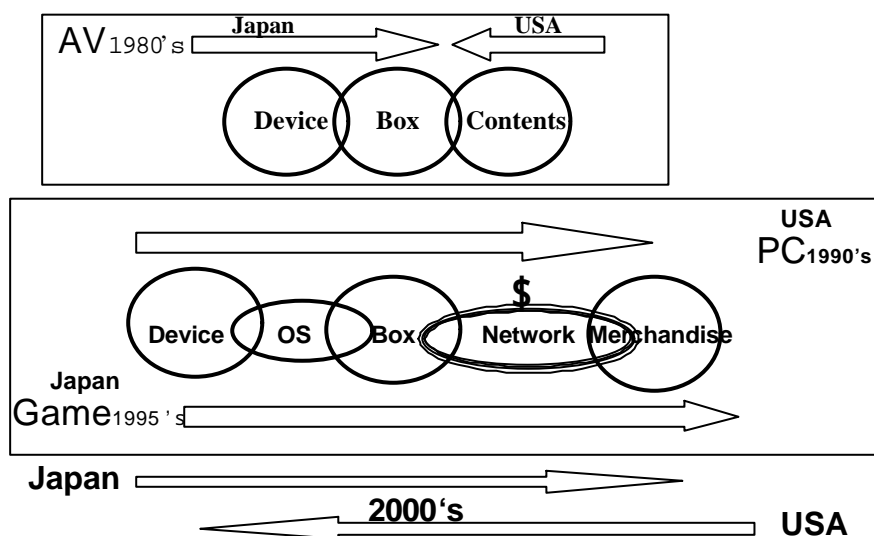 Japan USA
AV1980's
Device Box Contents
USA
PC1990's
$
Device OS Box Network Merchandise
Japan
Game1995's
Japan
2000's
USA